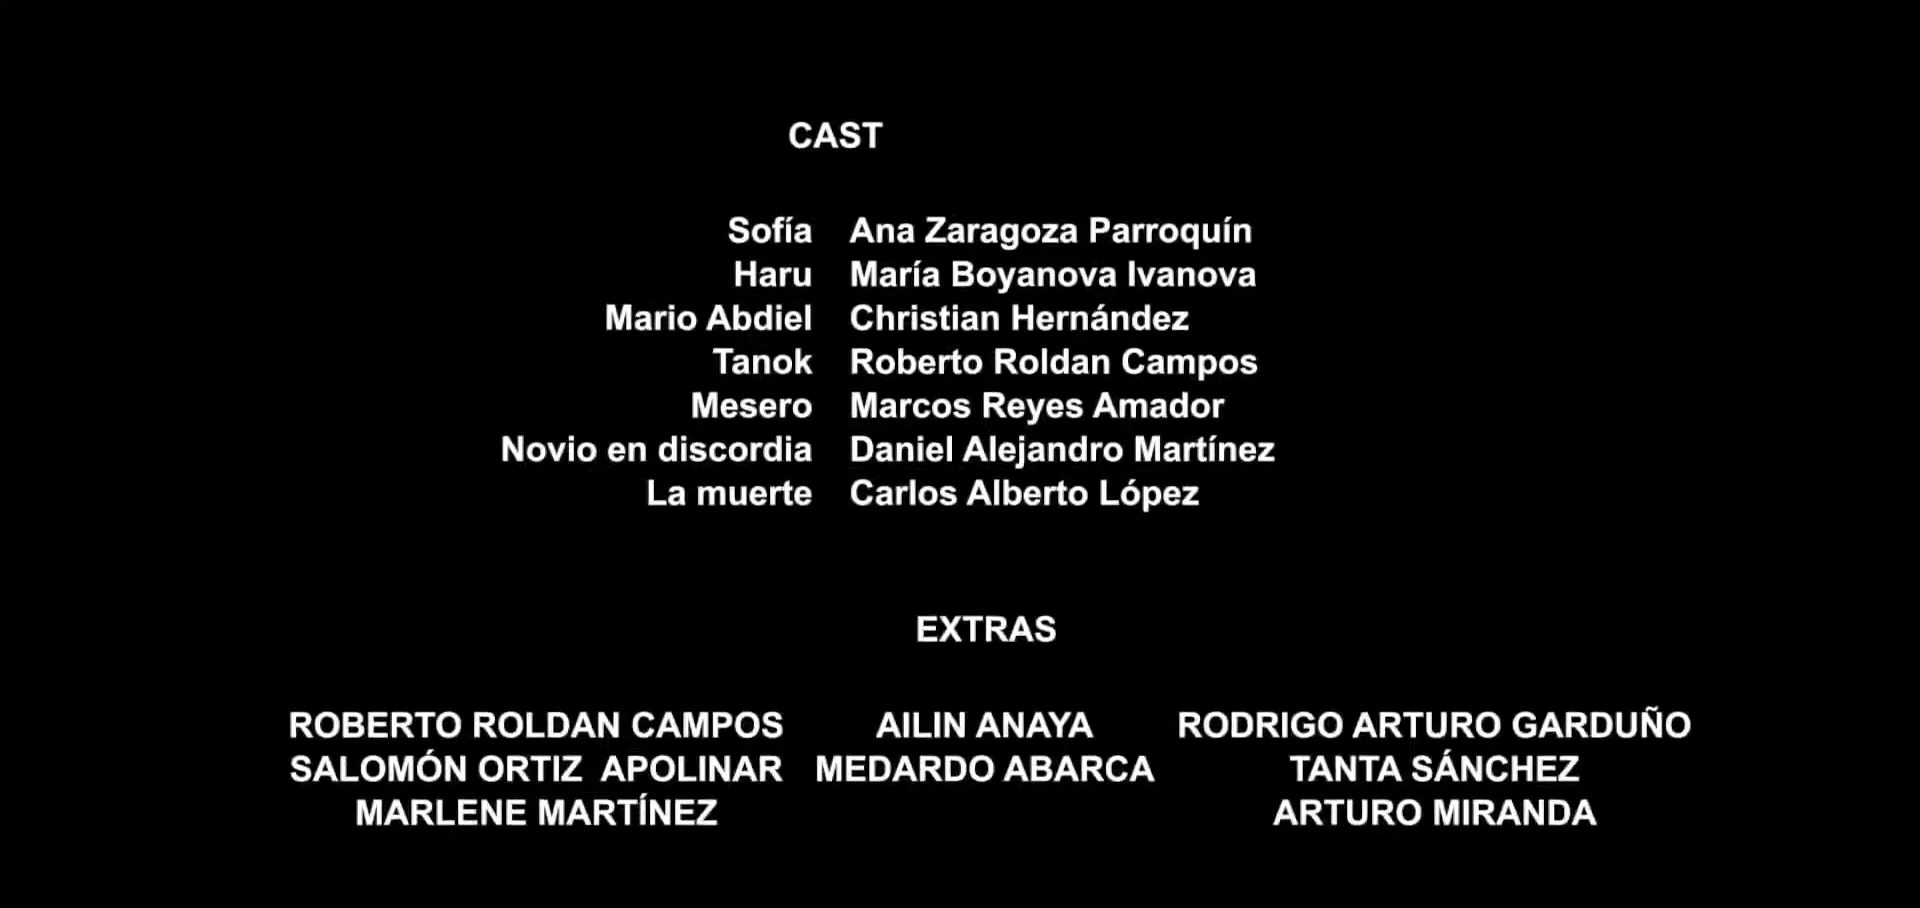 CAST
Sofía Ana Zaragoza Parroquín
Haru María Boyanova Ivanova
Mario Abdiel Christian Hernández
Tanok Roberto Roldan Campos
Mesero Marcos Reyes Amador
Novio en discordia Daniel Alejandro Martínez
La muerte Carlos Alberto López
EXTRAS
ROBERTO ROLDAN CAMPOS AILIN ANAYA RODRIGO ARTURO GARDUÑO
SALOMÓN ORTIZ APOLINAR MEDARDO ABARCA TANTA SÁNCHEZ
MARLENE MARTÍNEZ ARTURO MIRANDA